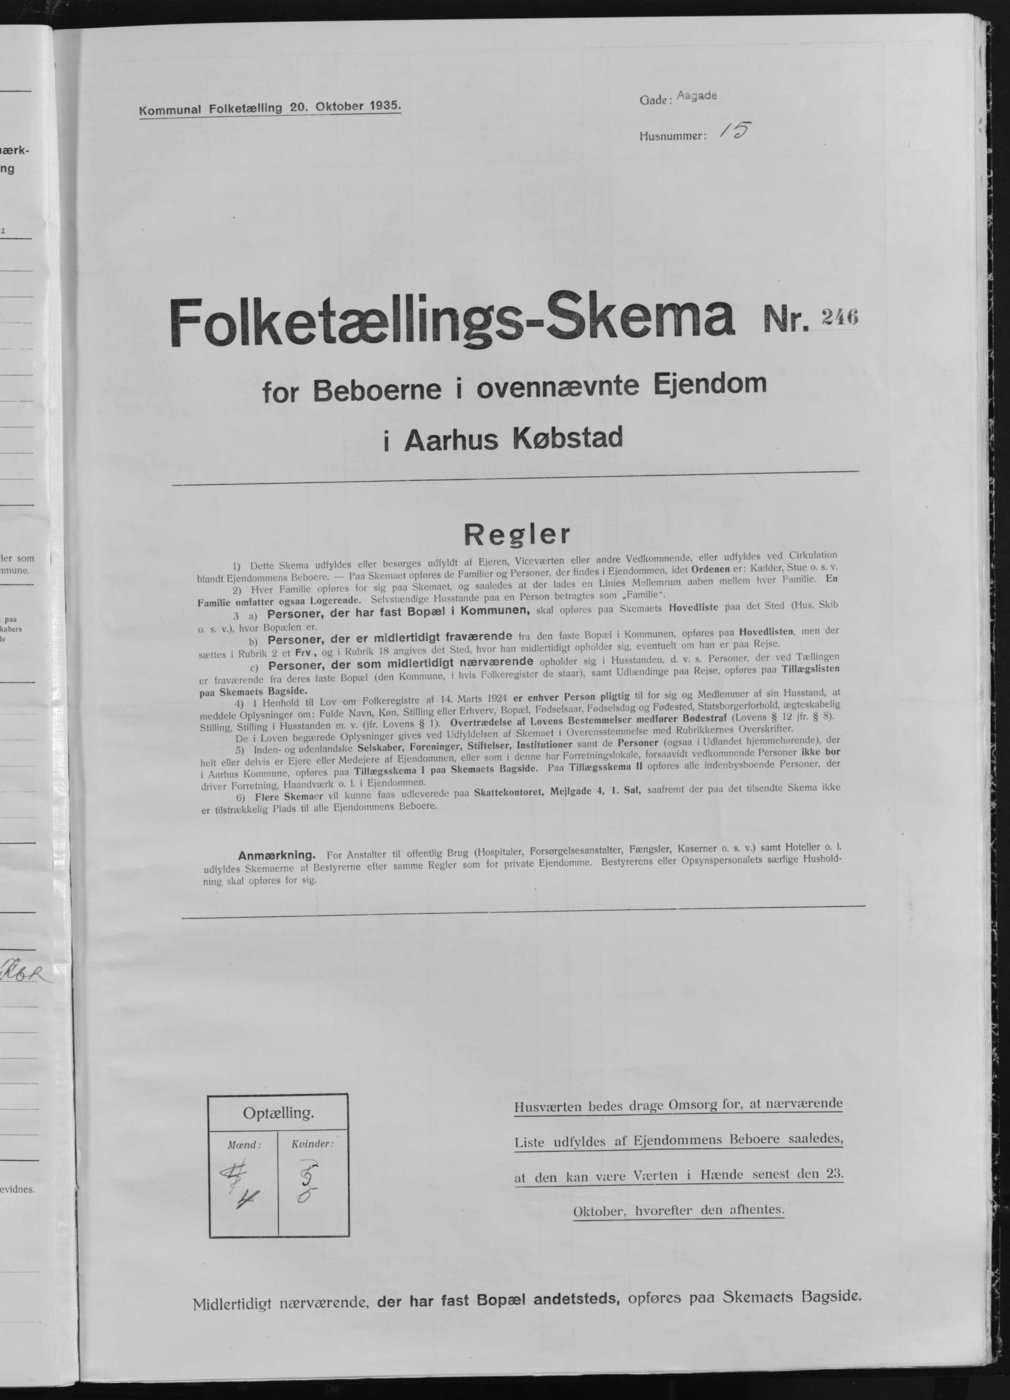 Kommunal Folketælling 20. Oktober 1935.
Gade: Aagade
Husnummer: 15
Folketællings-Skema Nr. 246
for Beboerne i ovennævnte Ejendom
i Aarhus Købstad
Regler
1) Dette Skema udfyldes eller besørges udfyldt af Ejeren, Viceværten eller andre Vedkommende, eller udfyldes ved Cirkulation
blandt Ejendommens Beboere. — Paa Skemaet opføres de Familier og Personer, der findes i Ejendommen, idet Ordenen er: Kælder, Stue o. s. v.
2) Hver Familie opføres for sig paa Skemaet, og saaledes at der lades en Linies Mellemrum aaben mellem hver Familie. En
Familie omfatter ogsaa Logerende. Selvstændige Husstande paa en Person betragtes som „Familie“.
3 a) Personer, der har fast Bopæl i Kommunen, skal opføres paa Skemaets Hovedliste paa det Sted (Hus, Skib
o. s. v.), hvor Bopælen er.
b) Personer, der er midlertidigt fraværende fra den faste Bopæl i Kommunen, opføres paa Hovedlisten, men der
sættes i Rubrik 2 et Frv., og i Rubrik 18 angives det Sted, hvor han midlertidigt opholder sig, eventuelt om han er paa Rejse.
c) Personer, der som midlertidigt nærværende opholder sig i Husstanden, d. v. s. Personer, der ved Tællingen
er fraværende fra deres faste Bopæl (den Kommune, i hvis Folkeregister de staar), samt Udlændinge paa Rejse, opføres paa Tillægslisten
paa Skemaets Bagside.
4) I Henhold til Lov om Folkeregistre af 14. Marts 1924 er enhver Person pligtig til for sig og Medlemmer af sin Husstand, at
meddele Oplysninger om: Fulde Navn, Køn, Stilling eller Erhverv, Bopæl, Fødselsaar, Fødselsdag og Fødested, Statsborgerforhold, ægteskabelig
Stilling, Stilling i Husstanden m. v. (jfr. Lovens § 1). Overtrædelse af Lovens Bestemmelser medfører Bødestraf (Lovens § 12 jfr. § 8).
De i Loven begærede Oplysninger gives ved Udfyldelsen af Skemaet i Overensstemmelse med Rubrikkernes Overskrifter.
5) Inden- og udenlandske Selskaber, Foreninger, Stiftelser, Institutioner samt de Personer (ogsaa i Udlandet hjemmehørende), der
helt eller delvis er Ejere eller Medejere af Ejendommen, eller som i denne har Forretningslokale, forsaavidt vedkommende Personer ikke bor
i Aarhus Kommune, opføres paa Tillægsskema I paa Skemaets Bagside. Paa Tillægsskema II opføres alle indenbysboende Personer, der
driver Forretning, Haandværk o. l. i Ejendommen.
6) Flere Skemaer vil kunne faas udleverede paa Skattekontoret, Mejlgade 4, 1. Sal, saafremt der paa det tilsendte Skema ikke
er tilstrækkelig Plads til alle Ejendommens Beboere.
Anmærkning. For Anstalter til offentlig Brug (Hospitaler, Forsørgelsesanstalter, Fængsler, Kaserner o. s. v.) samt Hoteller o. l.
udfyldes Skemaerne af Bestyrerne efter samme Regler som for private Ejendomme. Bestyrerens eller Opsynspersonalets særlige Hushold-
ning skal opføres for sig.
Optælling.
Mænd: Kvinder:
4 5
Husværten bedes drage Omsorg for, at nærværende
Liste udfyldes af Ejendommens Beboere saaledes,
at den kan være Værten i Hænde senest den 23.
Oktober, hvorefter den afhentes.
Midlertidigt nærværende, der har fast Bopæl andetsteds, opføres paa Skemaets Bagside.